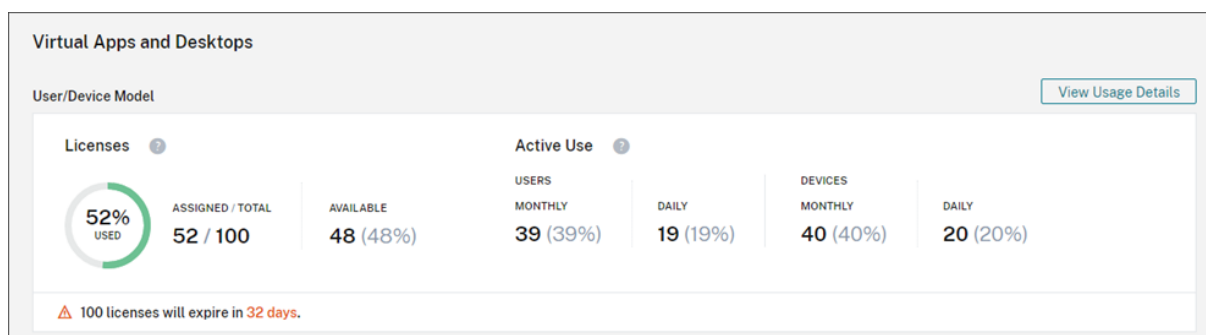 Virtual Apps and Desktops
User/Device Model
View Usage Details
Licenses ?
52%
USED
ASSIGNED / TOTAL
52 / 100
AVAILABLE
48 (48%)
Active Use ?
USERS
MONTHLY
39 (39%)
DAILY
19 (19%)
DEVICES
MONTHLY
40 (40%)
DAILY
20 (20%)
100 licenses will expire in 32 days.